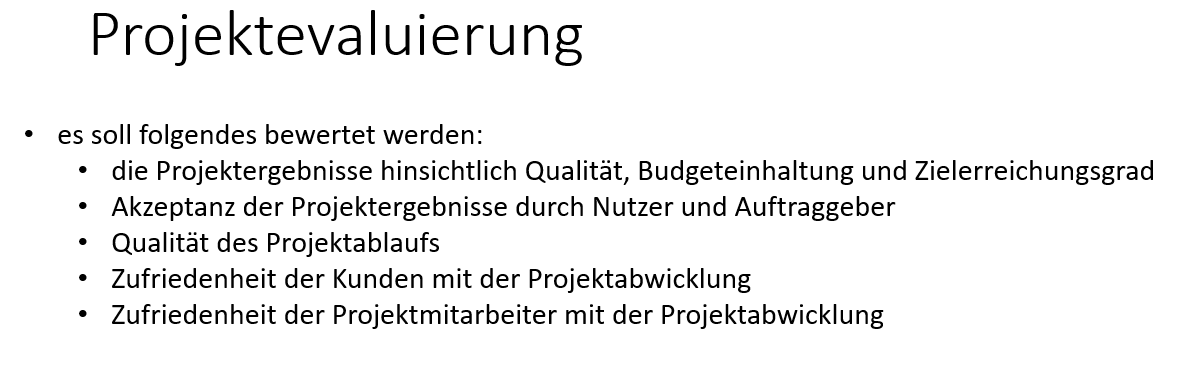 Projektevaluierung
• es soll folgendes bewertet werden:
• die Projektergebnisse hinsichtlich Qualität, Budgeteinhaltung und Zielerreichungsgrad
• Akzeptanz der Projektergebnisse durch Nutzer und Auftraggeber
• Qualität des Projektablaufs
• Zufriedenheit der Kunden mit der Projektabwicklung
• Zufriedenheit der Projektmitarbeiter mit der Projektabwicklung